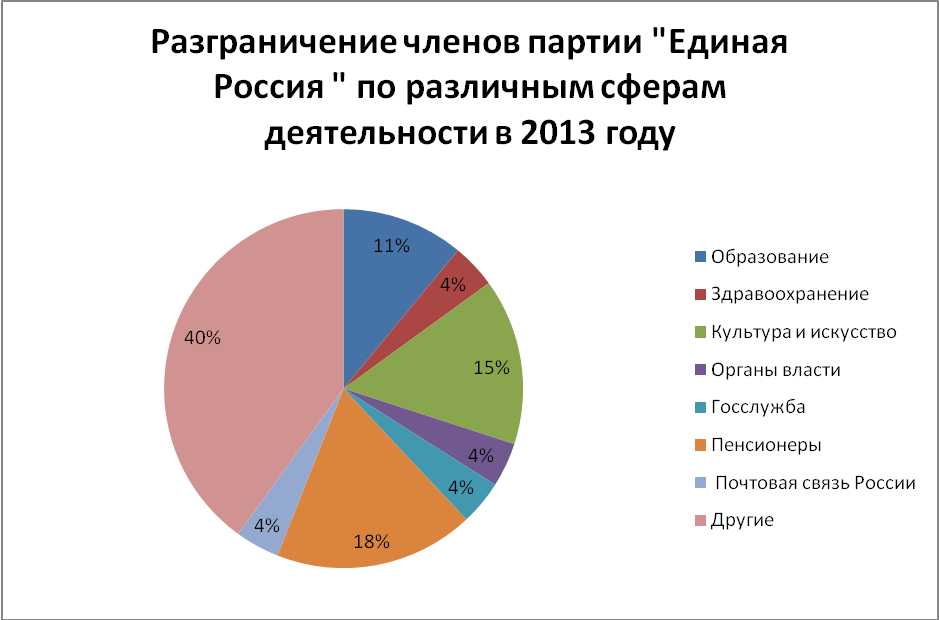 Разграничение членов партии "Единая
Россия " по различным сферам
деятельности в 2013 году
11%
4%
15%
4%
4%
18%
4%
40%
Образование
Здравоохранение
Культура и искусство
Органы власти
Госслужба
Пенсионеры
Почтовая связь России
Другие